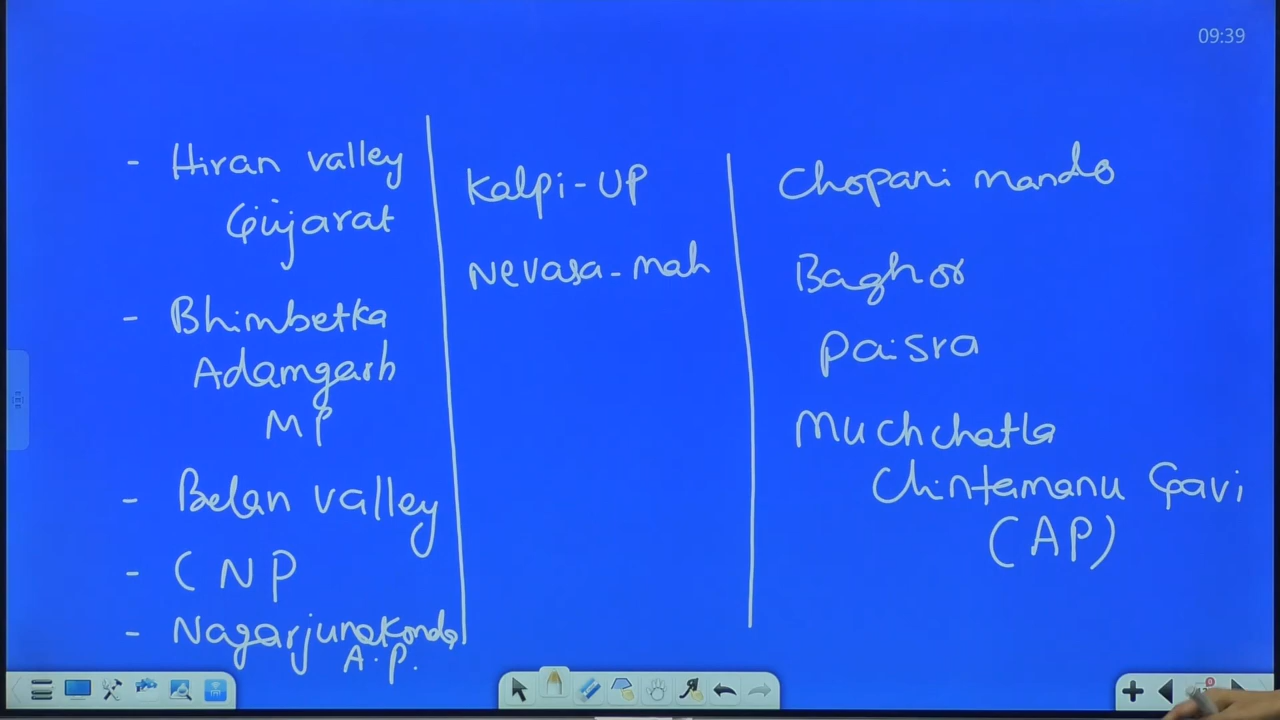 09:39
- Hiran valley
Gujarat
- Bhimbetka
Adamgarh
MP
- Belan valley
- CNP
- Nagarjunakonda
A.P.
Kalpi-UP
Nevasa-mah
Chopani mando
Baghor
Paisra
Muchchatla
Chintamanu Gavi
(AP)